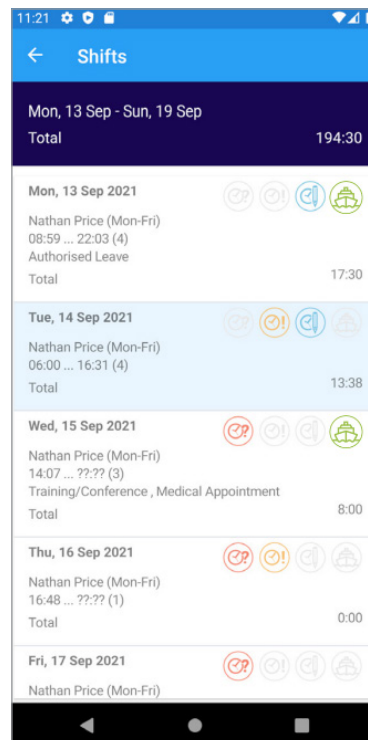 11:21
Shifts
Mon, 13 Sep - Sun, 19 Sep
Total 194:30
Mon, 13 Sep 2021
Nathan Price (Mon-Fri)
08:59 ... 22:03 (4)
Authorised Leave
Total 17:30
Tue, 14 Sep 2021
Nathan Price (Mon-Fri)
06:00 ... 16:31 (4)
Total 13:38
Wed, 15 Sep 2021
Nathan Price (Mon-Fri)
14:07 ... ??:?? (3)
Training/Conference , Medical Appointment
Total 8:00
Thu, 16 Sep 2021
Nathan Price (Mon-Fri)
16:48 ... ??:?? (1)
Total 0:00
Fri, 17 Sep 2021
Nathan Price (Mon-Fri)